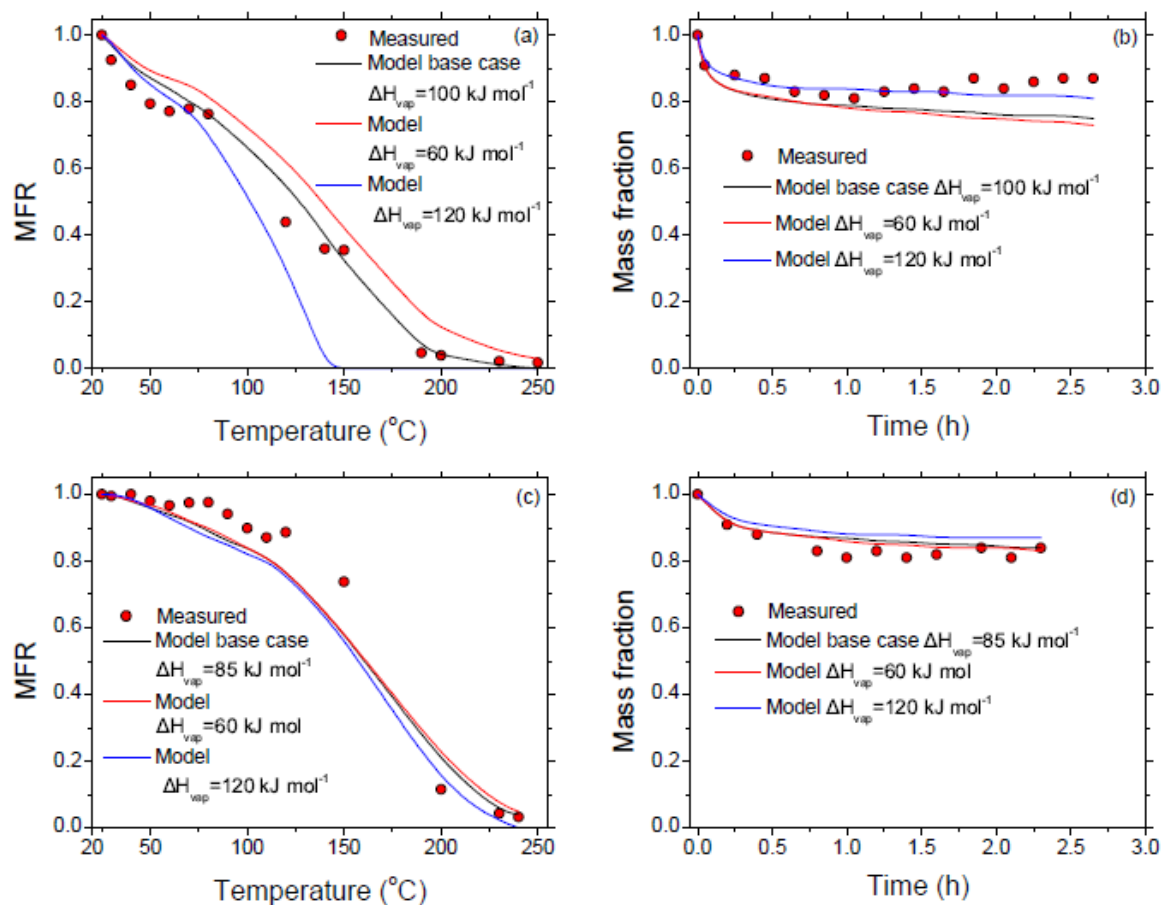 (a)
Measured
Model base case
ΔHvap=100 kJ mol-1
Model
ΔHvap=60 kJ mol-1
Model
ΔHvap=120 kJ mol-1
1.0
0.8
0.6
0.4
0.2
0.0
MFR
20 50 100 150 200 250
Temperature (°C)
(b)
1.0
0.8
0.6
0.4
0.2
0.0
Mass fraction
Measured
Model base case ΔHvap=100 kJ mol-1
Model ΔHvap=60 kJ mol-1
Model ΔHvap=120 kJ mol-1
0.0 0.5 1.0 1.5 2.0 2.5 3.0
Time (h)
(c)
1.0
0.8
0.6
0.4
0.2
0.0
MFR
Measured
Model base case
ΔHvap=85 kJ mol-1
Model
ΔHvap=60 kJ mol
Model
ΔHvap=120 kJ mol-1
20 50 100 150 200 250
Temperature (°C)
(d)
1.0
0.8
0.6
0.4
0.2
0.0
Mass fraction
Measured
Model base case ΔHvap=85 kJ mol-1
Model ΔHvap=60 kJ mol
Model ΔHvap=120 kJ mol-1
0.0 0.5 1.0 1.5 2.0 2.5 3.0
Time (h)